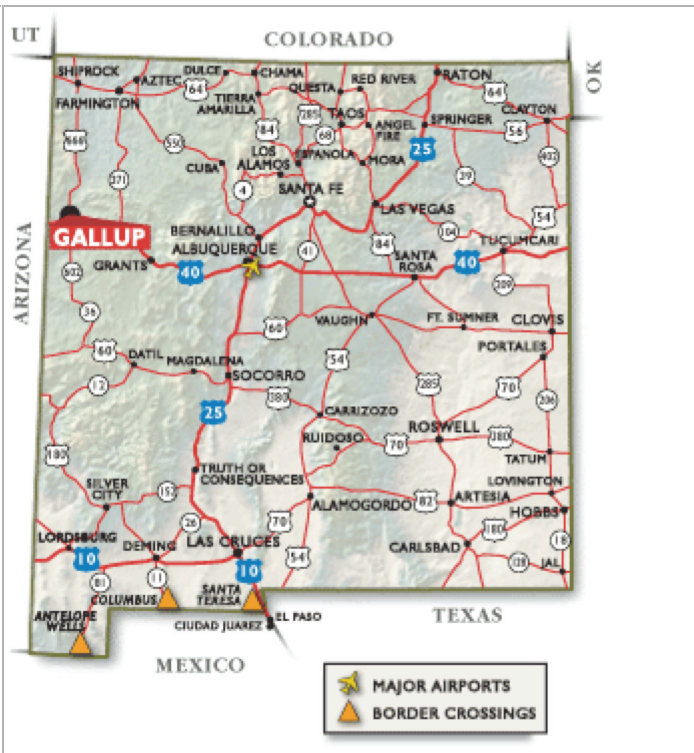 UT
COLORADO
OK
SHIPROCK
AZTEC
DULCE
CHAMA
RED RIVER
RATON
FARMINGTON
64
TIERRA
AMARILLA
QUESTA
64
CLAYTON
285
TAOS
ANGEL
FIRE
SPRINGER
56
666
550
84
68
LOS
ALAMOS
ESPANOLA
MORA
25
402
371
CUBA
4
39
SANTA FE
LAS VEGAS
54
GALLUP
BERNALILLO
104
ALBUQUERQUE
41
84
TUCUMCARI
ARIZONA
GRANTS
40
SANTA
ROSA
40
602
209
36
60
VAUGHN
FT. SUMNER
CLOVIS
60
DATIL
MAGDALENA
54
PORTALES
12
SOCORRO
285
70
380
206
25
CARRIZOZO
RUIDOSO
70
ROSWELL
380
180
TATUM
TRUTH OR
CONSEQUENCES
SILVER
CITY
152
LOVINGTON
ALAMOGORDO
82
ARTESIA
HOBBS
26
70
180
LORDSBURG
DEMING
LAS CRUCES
54
CARLSBAD
18
10
10
128
JAL
81
11
COLUMBUS
SANTA
TERESA
ANTELOPE
WELLS
EL PASO
CIUDAD JUAREZ
TEXAS
MEXICO
MAJOR AIRPORTS
BORDER CROSSINGS